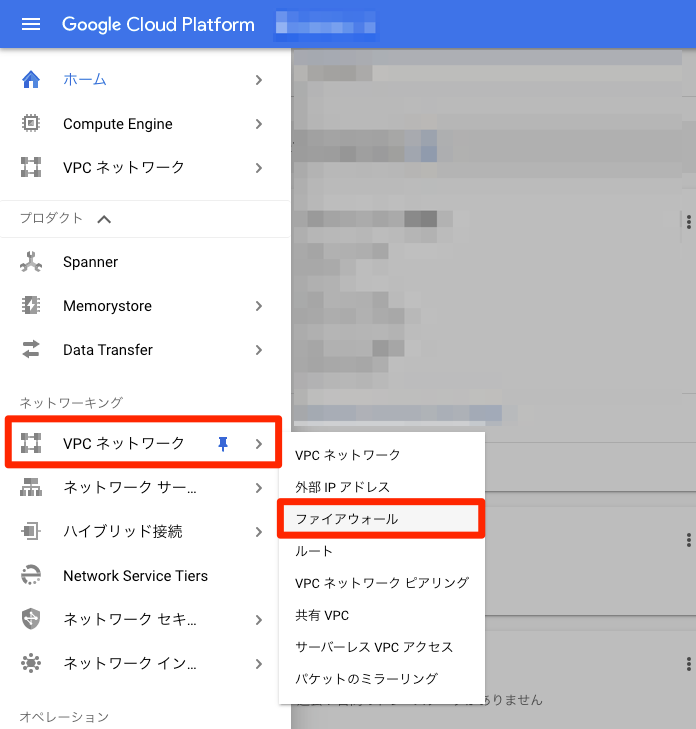 Google Cloud Platform
ホーム
Compute Engine
VPC ネットワーク
プロダクト
Spanner
Memorystore
Data Transfer
ネットワーキング
VPC ネットワーク
ネットワーク サー...
ハイブリッド接続
Network Service Tiers
ネットワーク セキ...
ネットワーク イン...
オペレーション
VPC ネットワーク
外部 IP アドレス
ファイアウォール
ルート
VPC ネットワーク ピアリング
共有 VPC
サーバーレス VPC アクセス
パケットのミラーリング
ありません